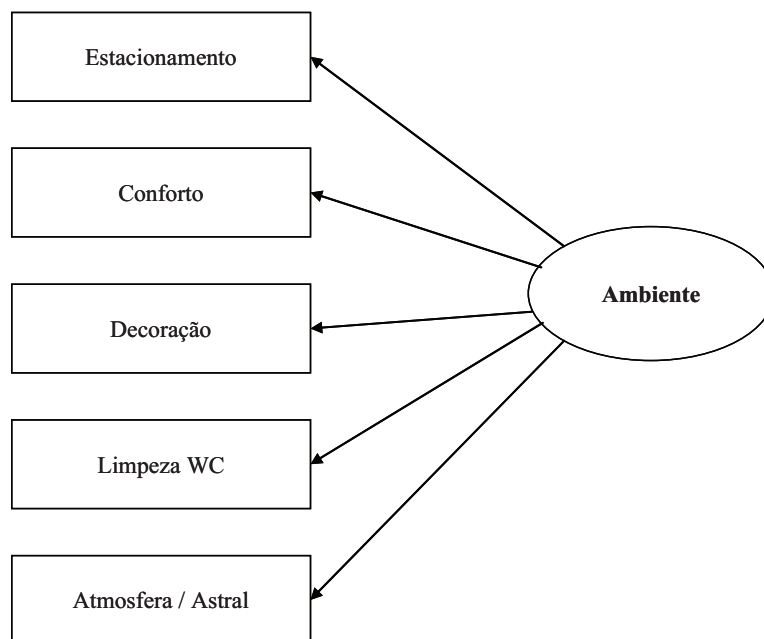 Estacionamento
Conforto
Ambiente
Decoração
Limpeza WC
Atmosfera / Astral